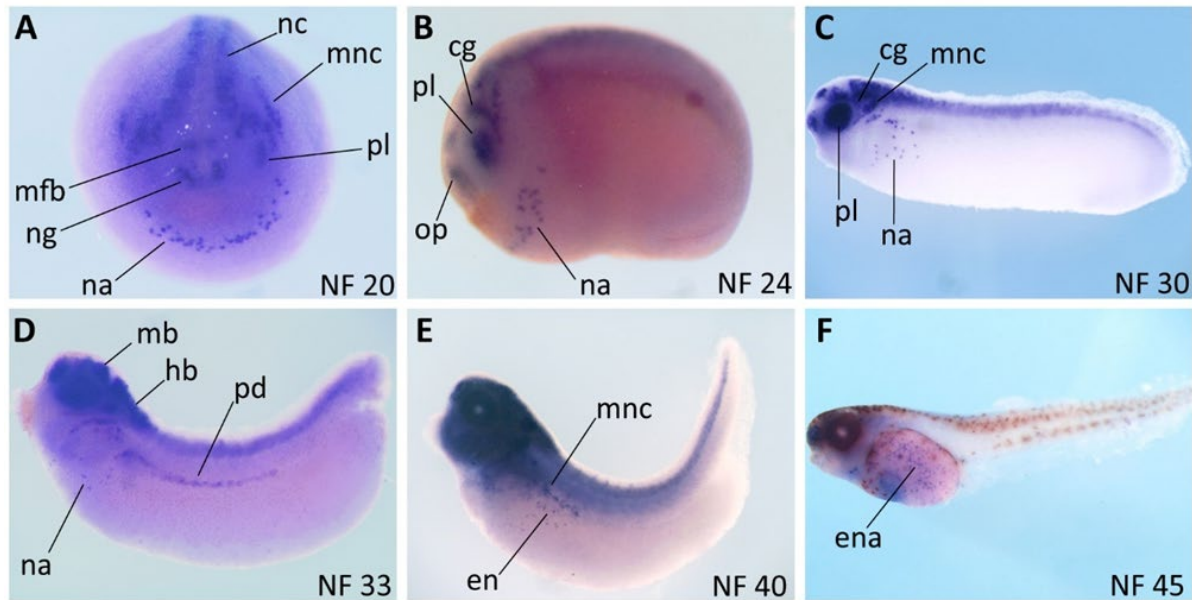 A
nc
mnc
pl
mfb
ng
na
NF 20
B
cg
pl
op
na
NF 24
C
cg
mnc
pl
na
NF 30
D
mb
hb
pd
na
NF 33
E
mnc
en
NF 40
F
ena
NF 45